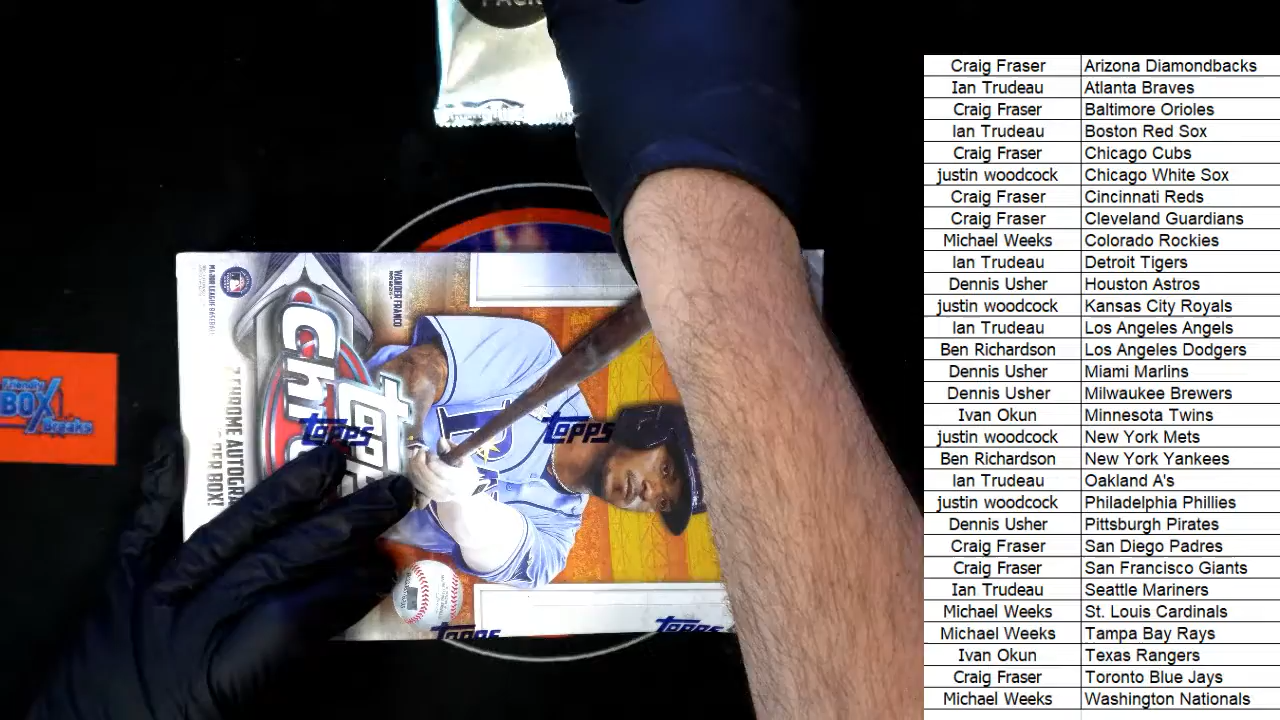 PACK
MAJOR LEAGUE BASEBALL
WANDER FRANCO
topps
Topps
Topps
Topps
Topps
Friendly
BOX
Breaks
Craig Fraser Arizona Diamondbacks
Ian Trudeau Atlanta Braves
Craig Fraser Baltimore Orioles
Ian Trudeau Boston Red Sox
Craig Fraser Chicago Cubs
justin woodcock Chicago White Sox
Craig Fraser Cincinnati Reds
Craig Fraser Cleveland Guardians
Michael Weeks Colorado Rockies
Ian Trudeau Detroit Tigers
Dennis Usher Houston Astros
justin woodcock Kansas City Royals
Ian Trudeau Los Angeles Angels
Ben Richardson Los Angeles Dodgers
Dennis Usher Miami Marlins
Dennis Usher Milwaukee Brewers
Ivan Okun Minnesota Twins
justin woodcock New York Mets
Ben Richardson New York Yankees
Ian Trudeau Oakland A's
justin woodcock Philadelphia Phillies
Dennis Usher Pittsburgh Pirates
Craig Fraser San Diego Padres
Craig Fraser San Francisco Giants
Ian Trudeau Seattle Mariners
Michael Weeks St. Louis Cardinals
Michael Weeks Tampa Bay Rays
Ivan Okun Texas Rangers
Craig Fraser Toronto Blue Jays
Michael Weeks Washington Nationals